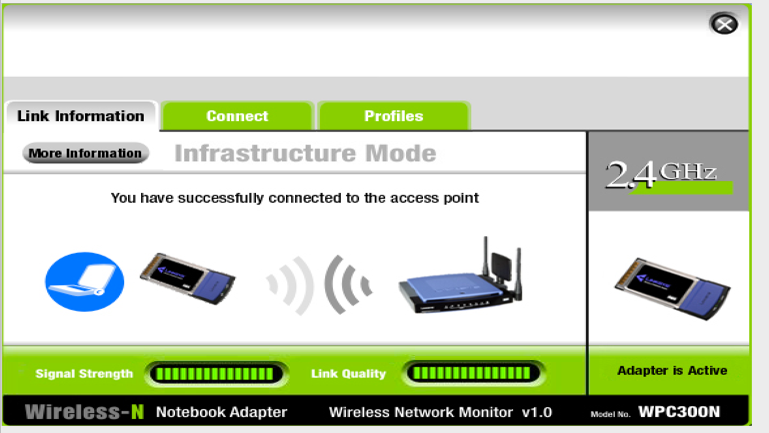 Link Information
Connect
Profiles
More Information
Infrastructure Mode
2.4GHz
You have successfully connected to the access point
Signal Strength
Link Quality
Adapter is Active
Wireless-N Notebook Adapter
Wireless Network Monitor v1.0
Model No. WPC300N